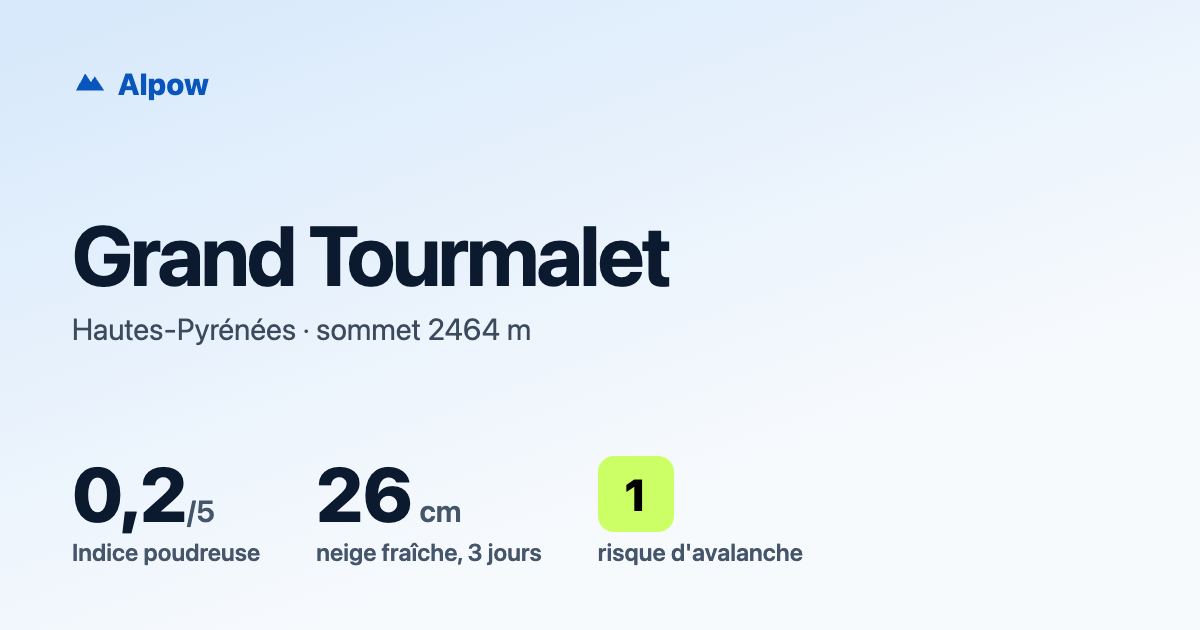 Alpow
Grand Tourmalet
Hautes-Pyrénées · sommet 2464 m
0,2/5
Indice poudreuse
26 cm
neige fraîche, 3 jours
1
risque d'avalanche